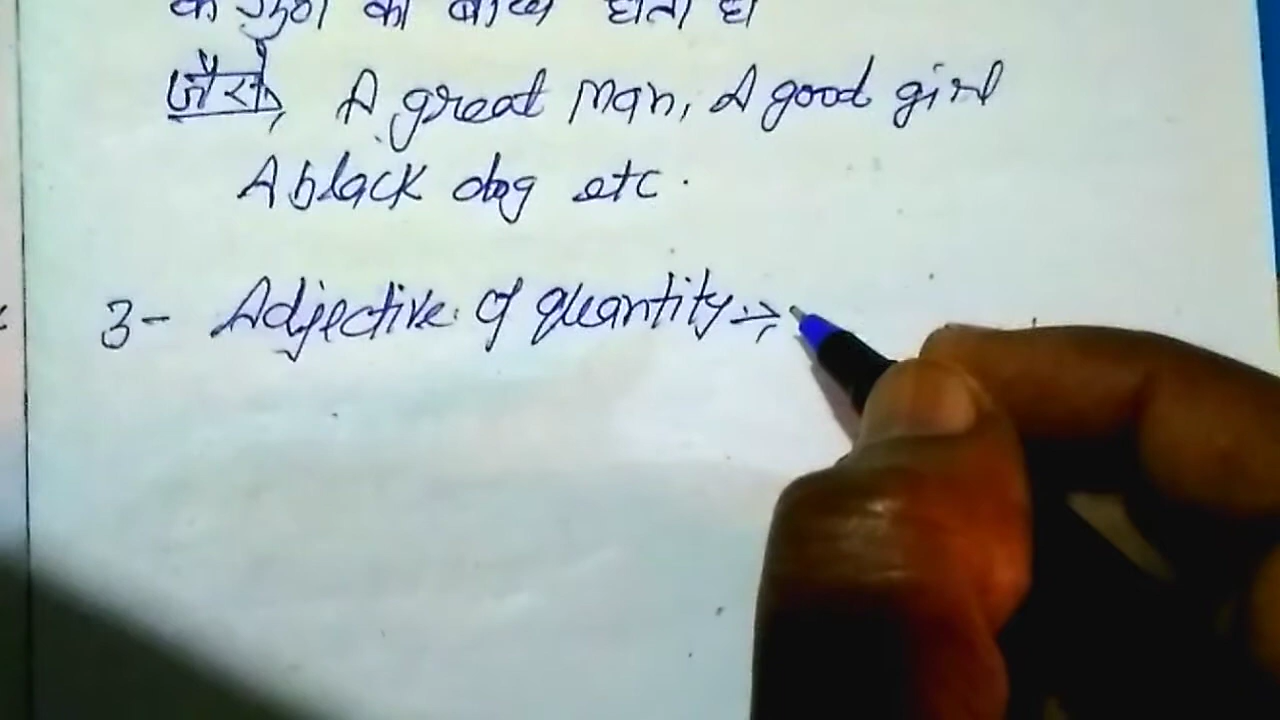 के गुणों का बोध होता है
जैसे, A great man, A good girl
A black dog etc.
3- Adjective of quantity ⇒